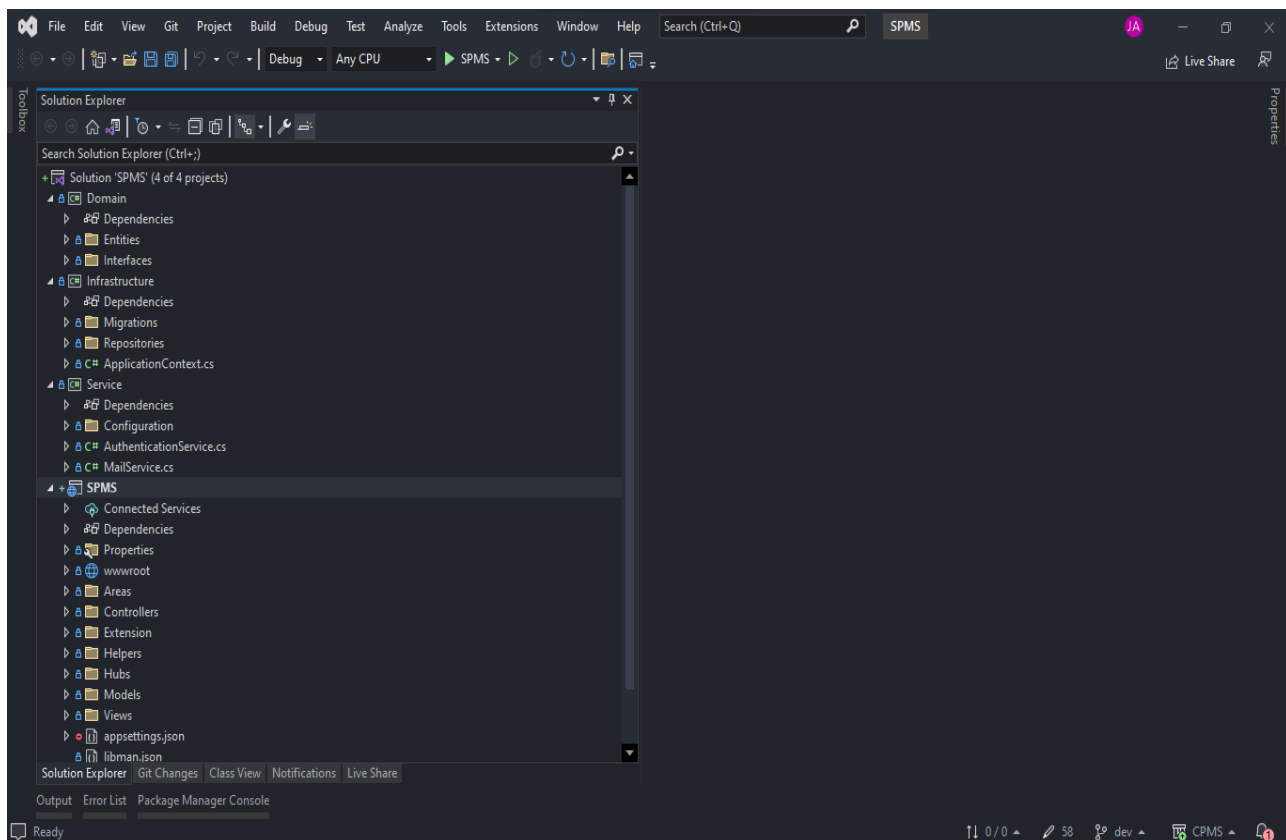 File Edit View Git Project Build Debug Test Analyze Tools Extensions Window Help Search (Ctrl+Q) SPMS JA
Debug Any CPU SPMS Live Share
Toolbox
Solution Explorer
Properties
Search Solution Explorer (Ctrl+;)
Solution 'SPMS' (4 of 4 projects)
C# Domain
Dependencies
Entities
Interfaces
C# Infrastructure
Dependencies
Migrations
Repositories
C# ApplicationContext.cs
C# Service
Dependencies
Configuration
C# AuthenticationService.cs
C# MailService.cs
SPMS
Connected Services
Dependencies
Properties
wwwroot
Areas
Controllers
Extension
Helpers
Hubs
Models
Views
appsettings.json
libman.json
Solution Explorer Git Changes Class View Notifications Live Share
Output Error List Package Manager Console
Ready 0 / 0 58 dev CPMS 1